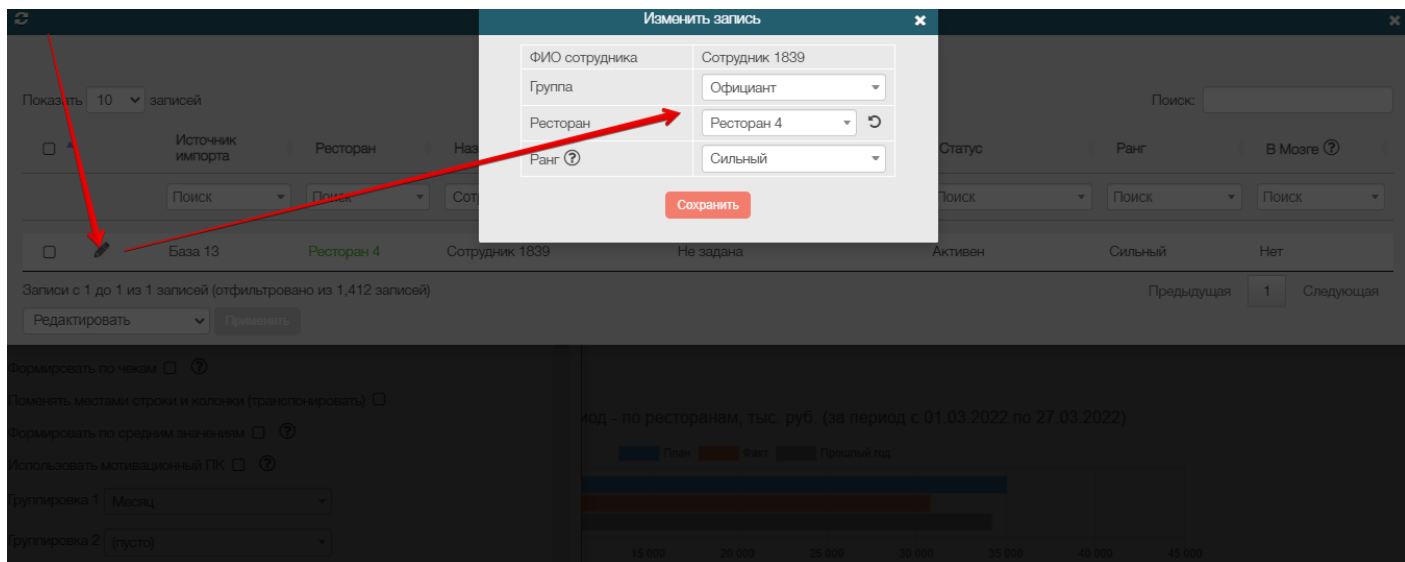 Изменить запись
ФИО сотрудника Сотрудник 1839
Группа Официант
Ресторан Ресторан 4
Ранг Сильный
Сохранить
Показать 10 записей Поиск:
Источник импорта Ресторан Наз Статус Ранг В Мозге
Поиск Поиск Сот Поиск Поиск Поиск
База 13 Ресторан 4 Сотрудник 1839 Не задана Активен Сильный Нет
Записи с 1 до 1 из 1 записей (отфильтровано из 1,412 записей) Предыдущая 1 Следующая
Редактировать Применить
Формировать по чекам
Поменять местами строки и колонки (транспонировать)
Формировать по средним значениям
Использовать мотивационный ПК
Группировка 1 Месяц
Группировка 2 (пусто)
иод - по ресторанам, тыс. руб. (за период с 01.03.2022 по 27.03.2022)
План Факт Прошлый год
15 000 20 000 25 000 30 000 35 000 40 000 45 000